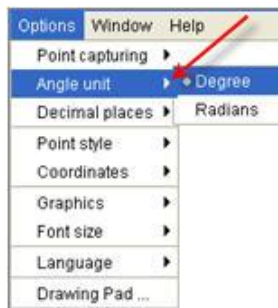 Options Window Help
Point capturing
Angle unit
Degree
Decimal places
Radians
Point style
Coordinates
Graphics
Font size
Language
Drawing Pad ...